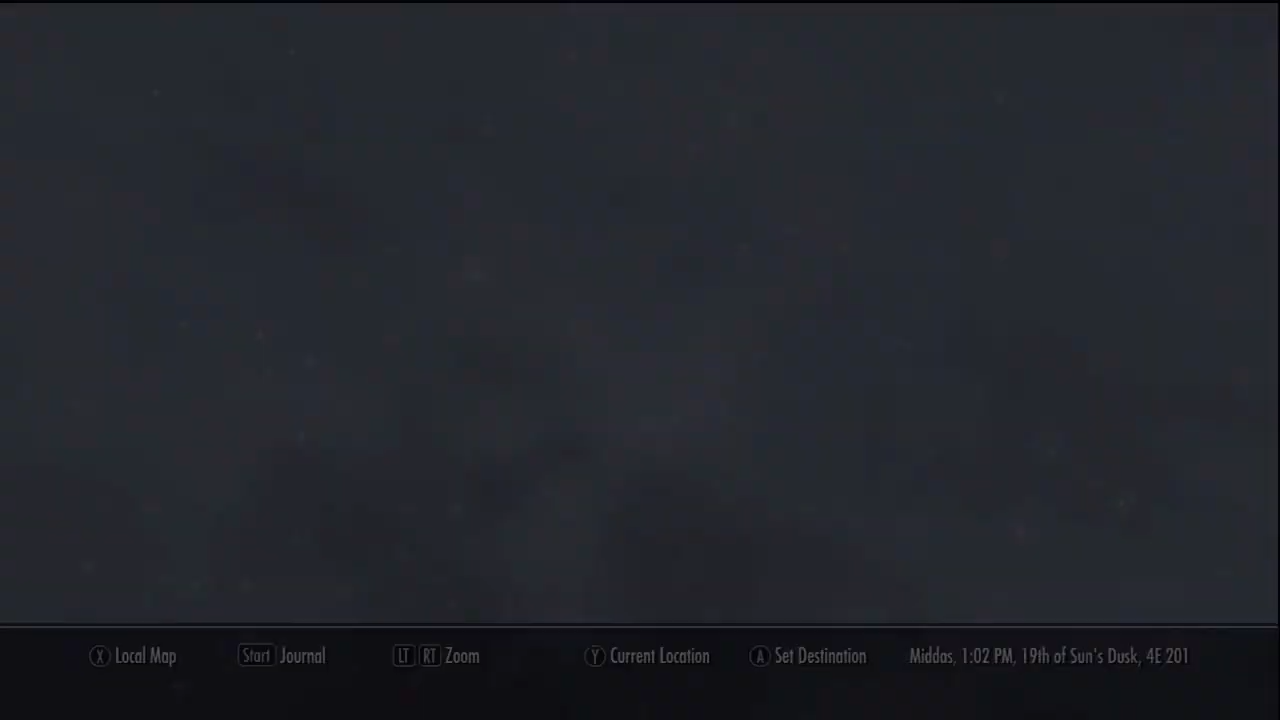 X Local Map Start Journal LT RT Zoom Y Current Location A Set Destination Middas, 1:02 PM, 19th of Sun's Dusk, 4E 201